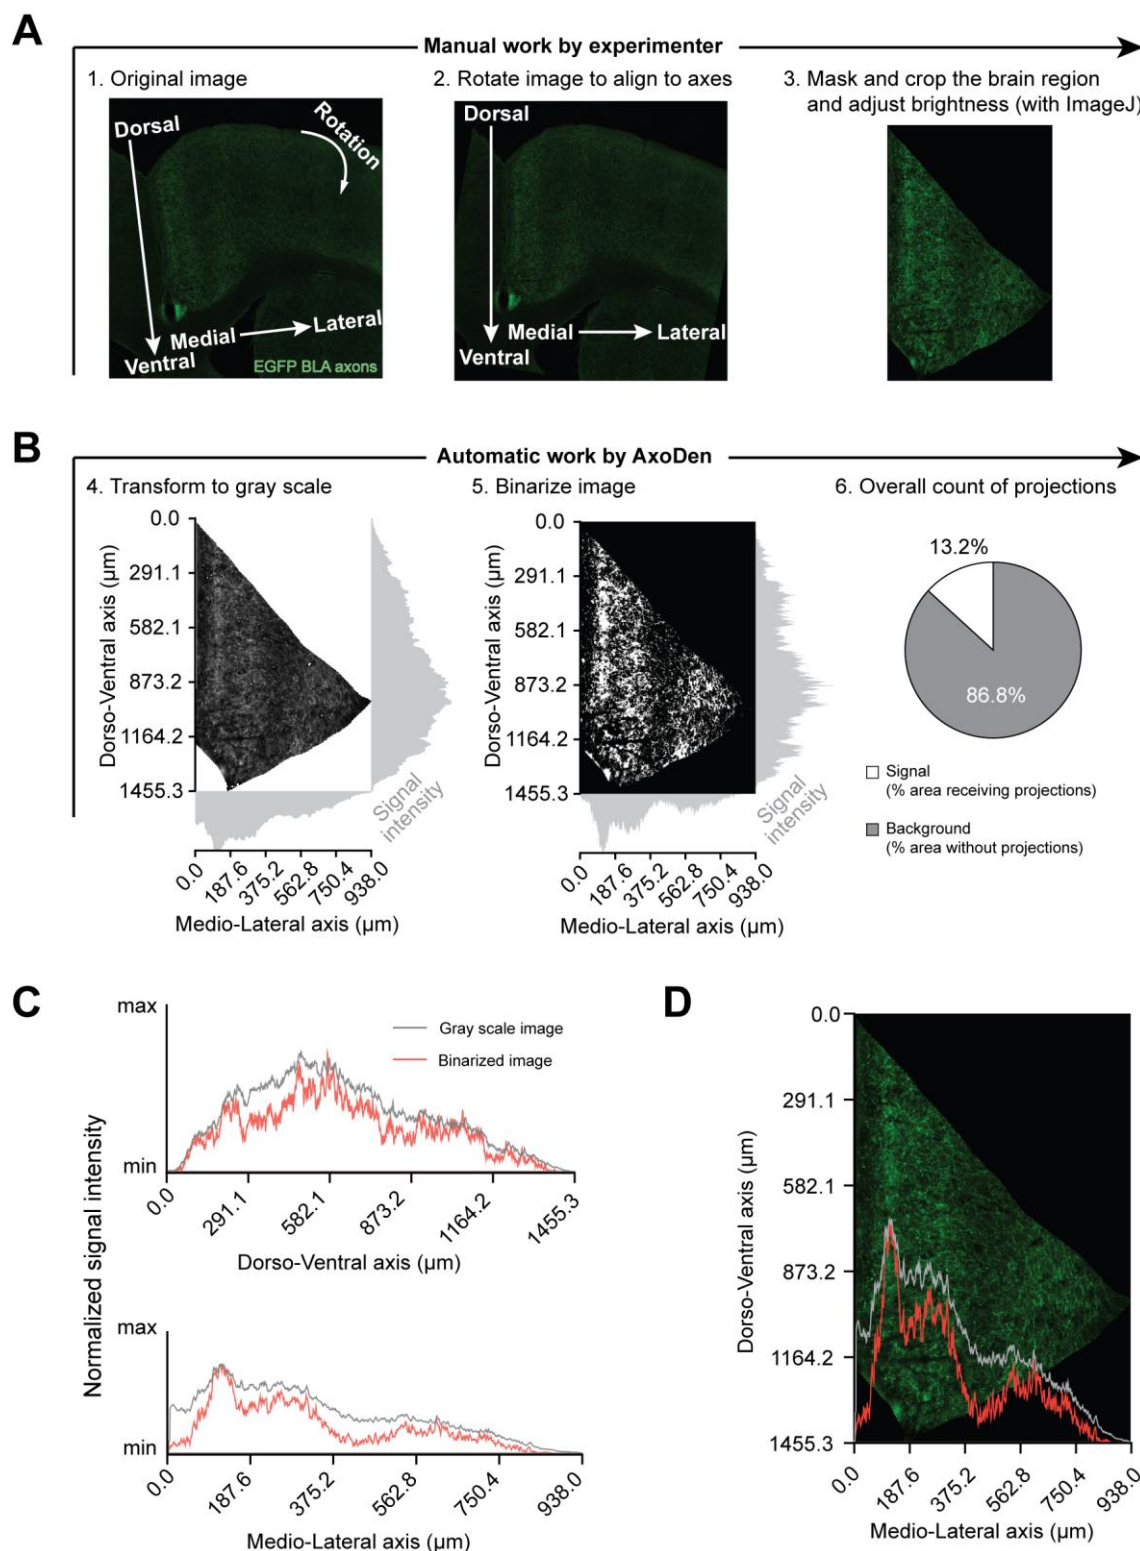 A
Manual work by experimenter
1. Original image
2. Rotate image to align to axes
3. Mask and crop the brain region
and adjust brightness (with ImageJ)
Dorsal
Rotation
Medial
Lateral
Ventral
EGFP BLA axons
Dorsal
Medial
Lateral
Ventral
B
Automatic work by AxoDen
4. Transform to gray scale
5. Binarize image
6. Overall count of projections
Dorso-Ventral axis (µm)
0.0
291.1
582.1
873.2
1164.2
1455.3
Signal
intensity
0.0
187.6
375.2
562.8
750.4
938.0
Medio-Lateral axis (µm)
Dorso-Ventral axis (µm)
0.0
291.1
582.1
873.2
1164.2
1455.3
Signal
intensity
0.0
187.6
375.2
562.8
750.4
938.0
Medio-Lateral axis (µm)
13.2%
86.8%
Signal
(% area receiving projections)
Background
(% area without projections)
C
Normalized signal intensity
max
min
Gray scale image
Binarized image
0.0
291.1
582.1
873.2
1164.2
1455.3
Dorso-Ventral axis (µm)
max
min
0.0
187.6
375.2
562.8
750.4
938.0
Medio-Lateral axis (µm)
D
Dorso-Ventral axis (µm)
0.0
291.1
582.1
873.2
1164.2
1455.3
0.0
187.6
375.2
562.8
750.4
938.0
Medio-Lateral axis (µm)